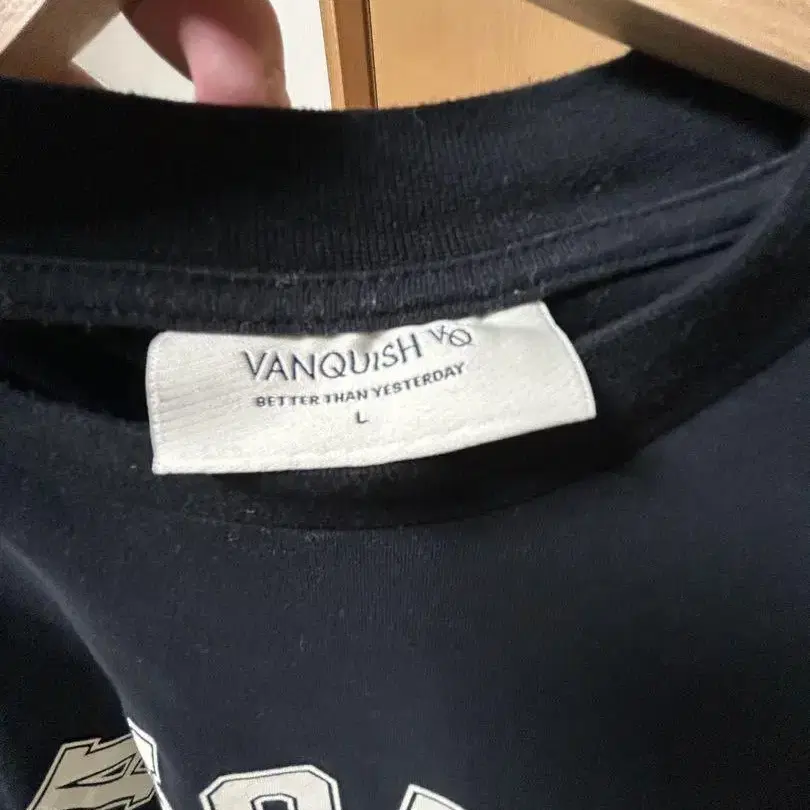 VANQUISH VQ
BETTER THAN YESTERDAY
L